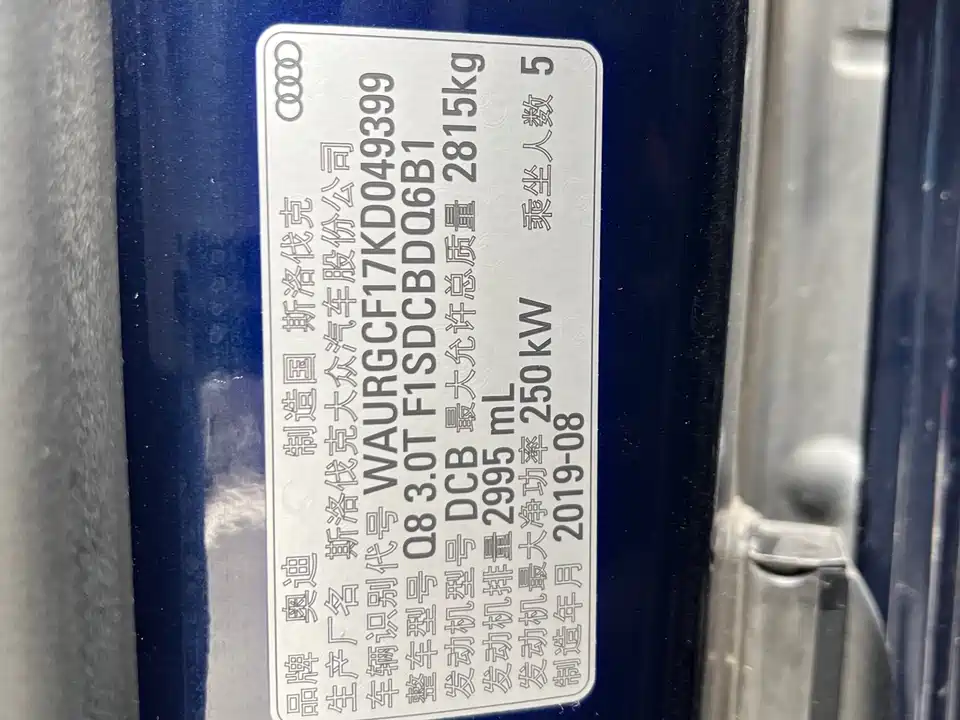 品牌 奥迪 制造国 斯洛伐克
生产厂名 斯洛伐克大众汽车股份公司
车辆识别代号 WAURGCF17KD049399
整车型号 Q8 3.0T F1SDCBDQ6B1
发动机型号 DCB 最大允许总质量 2815kg
发动机排量 2995 mL
发动机最大净功率 250kW 乘坐人数 5
制造年月 2019-08